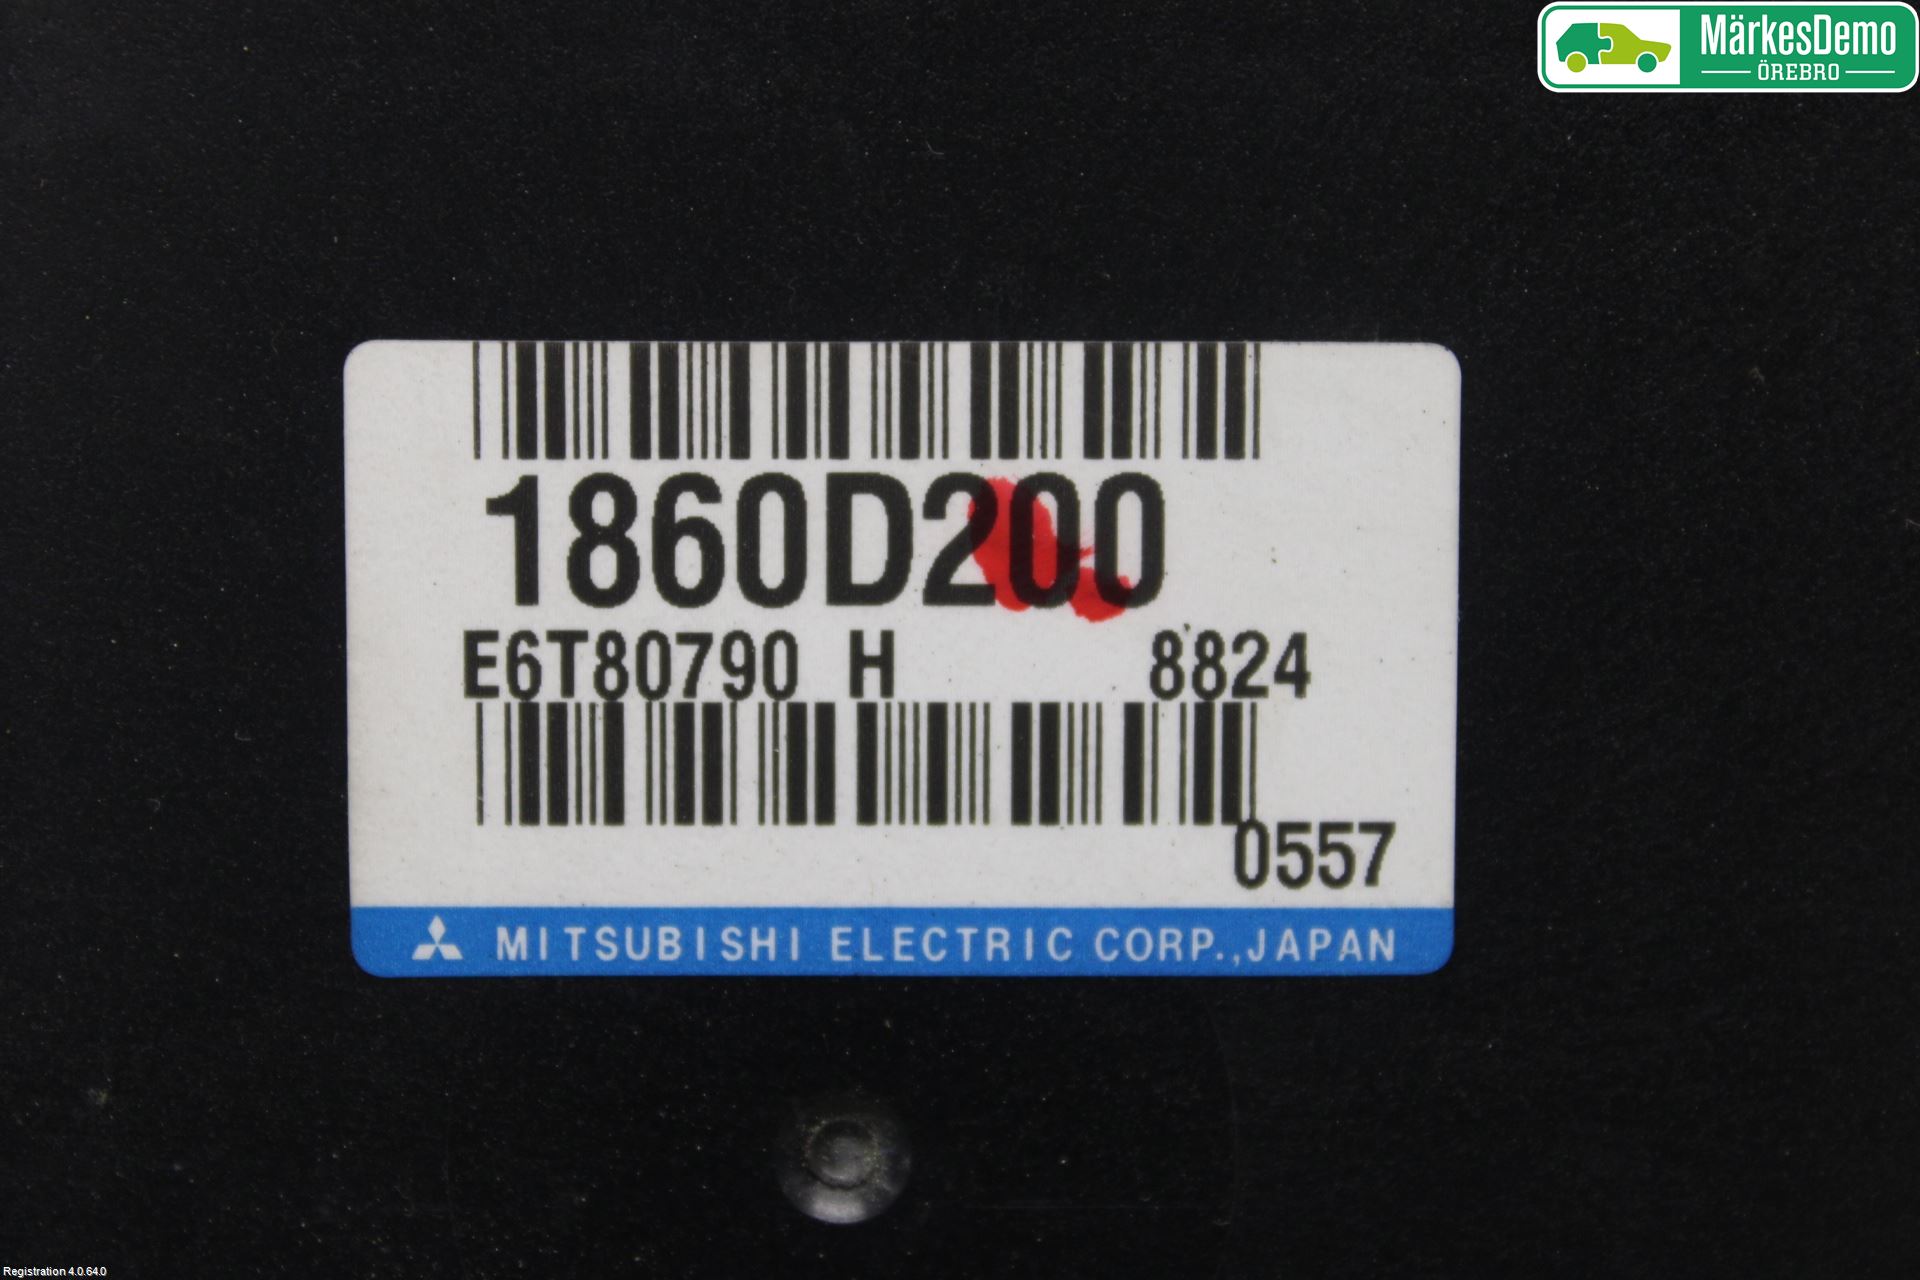 MärkesDemo
ÖREBRO
1860D200
E6T80790 H 8824
0557
MITSUBISHI ELECTRIC CORP.,JAPAN
Registration 4.0.64.0